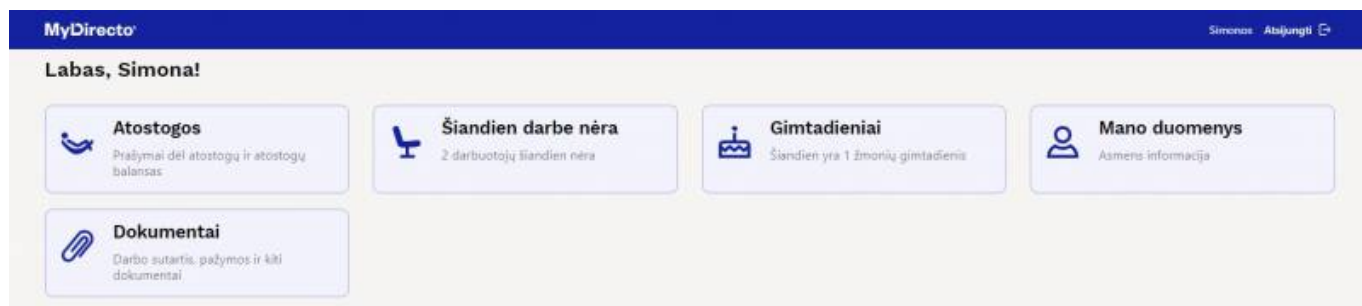 MyDirecto
Simonos Atsijungti
Labas, Simona!
Atostogos
Prašymai dėl atostogų ir atostogų
balansas
Šiandien darbe nėra
2 darbuotojų šiandien nėra
Gimtadieniai
Šiandien yra 1 žmonių gimtadienis
Mano duomenys
Asmens informacija
Dokumentai
Darbo sutartis, pažymos ir kiti
dokumentai